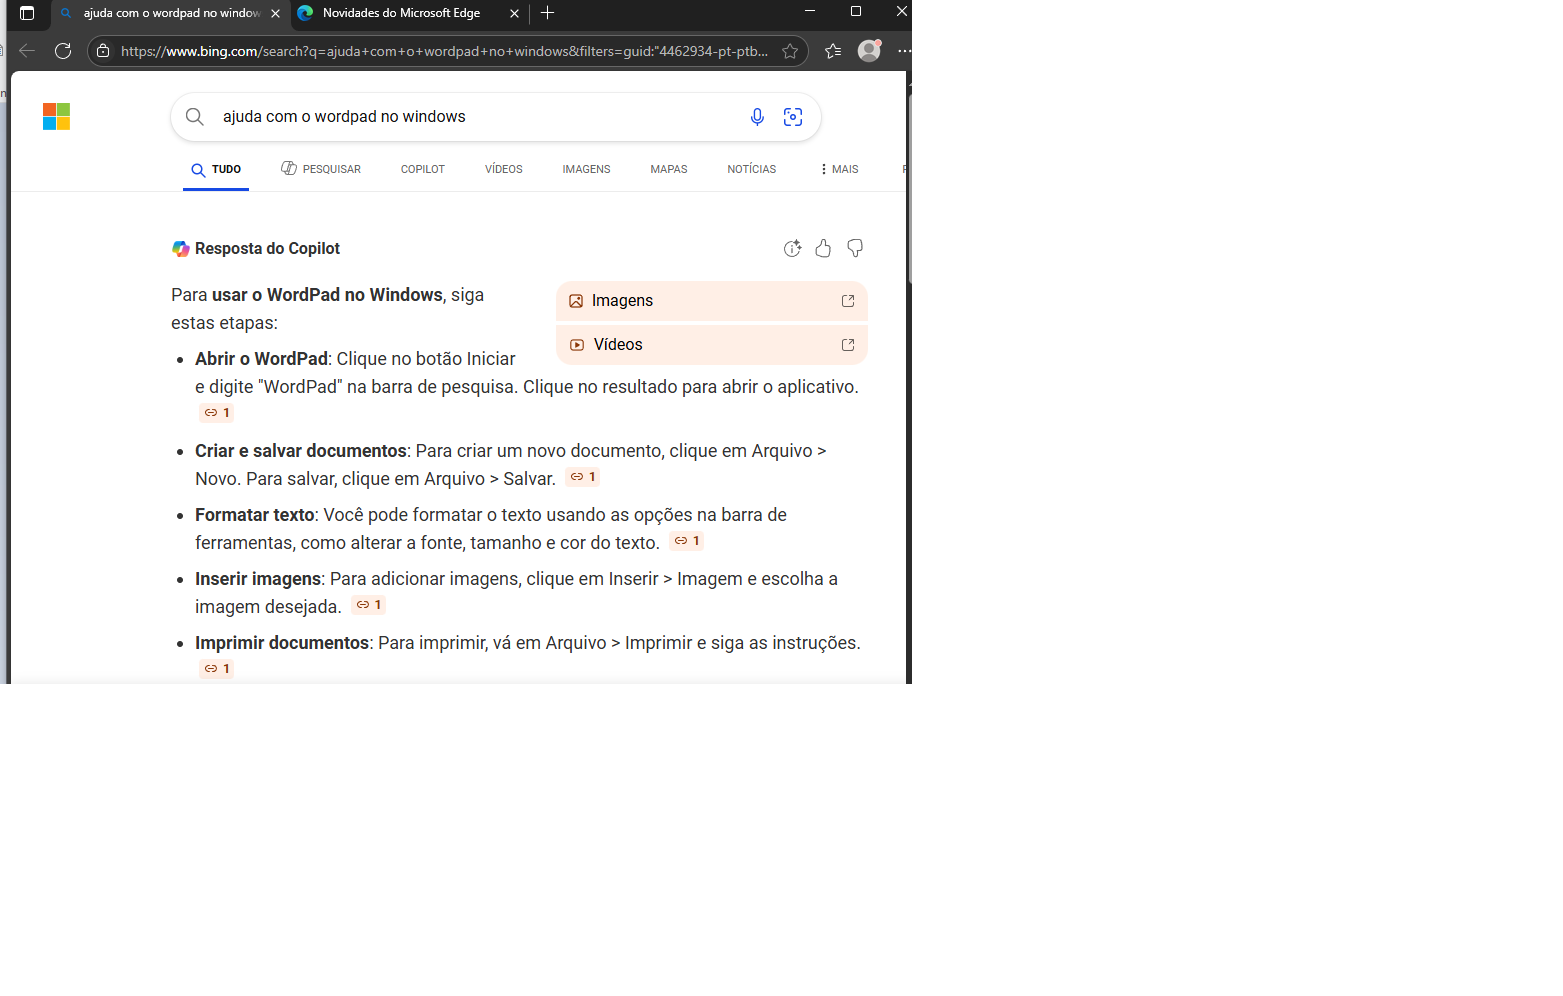 ajuda com o wordpad no window
Novidades do Microsoft Edge
https://www.bing.com/search?q=ajuda+com+o+wordpad+no+windows&filters=guid:"4462934-pt-ptb...
ajuda com o wordpad no windows
TUDO
PESQUISAR
COPILOT
VÍDEOS
IMAGENS
MAPAS
NOTÍCIAS
MAIS
Resposta do Copilot
Para usar o WordPad no Windows, siga
estas etapas:
Imagens
Vídeos
• Abrir o WordPad: Clique no botão Iniciar
e digite "WordPad" na barra de pesquisa. Clique no resultado para abrir o aplicativo.
1
• Criar e salvar documentos: Para criar um novo documento, clique em Arquivo >
Novo. Para salvar, clique em Arquivo > Salvar. 1
• Formatar texto: Você pode formatar o texto usando as opções na barra de
ferramentas, como alterar a fonte, tamanho e cor do texto. 1
• Inserir imagens: Para adicionar imagens, clique em Inserir > Imagem e escolha a
imagem desejada. 1
• Imprimir documentos: Para imprimir, vá em Arquivo > Imprimir e siga as instruções.
1